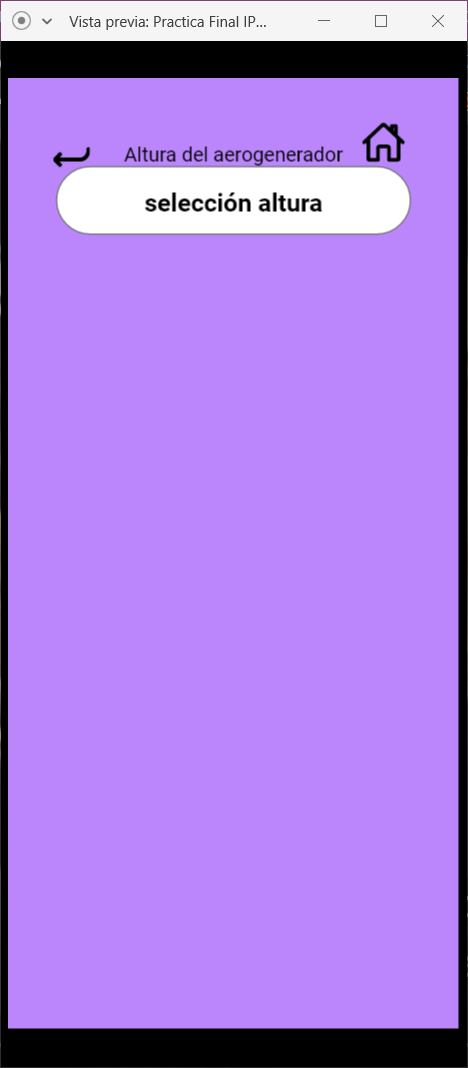 Vista previa: Practica Final IP...
Altura del aerogenerador
selección altura